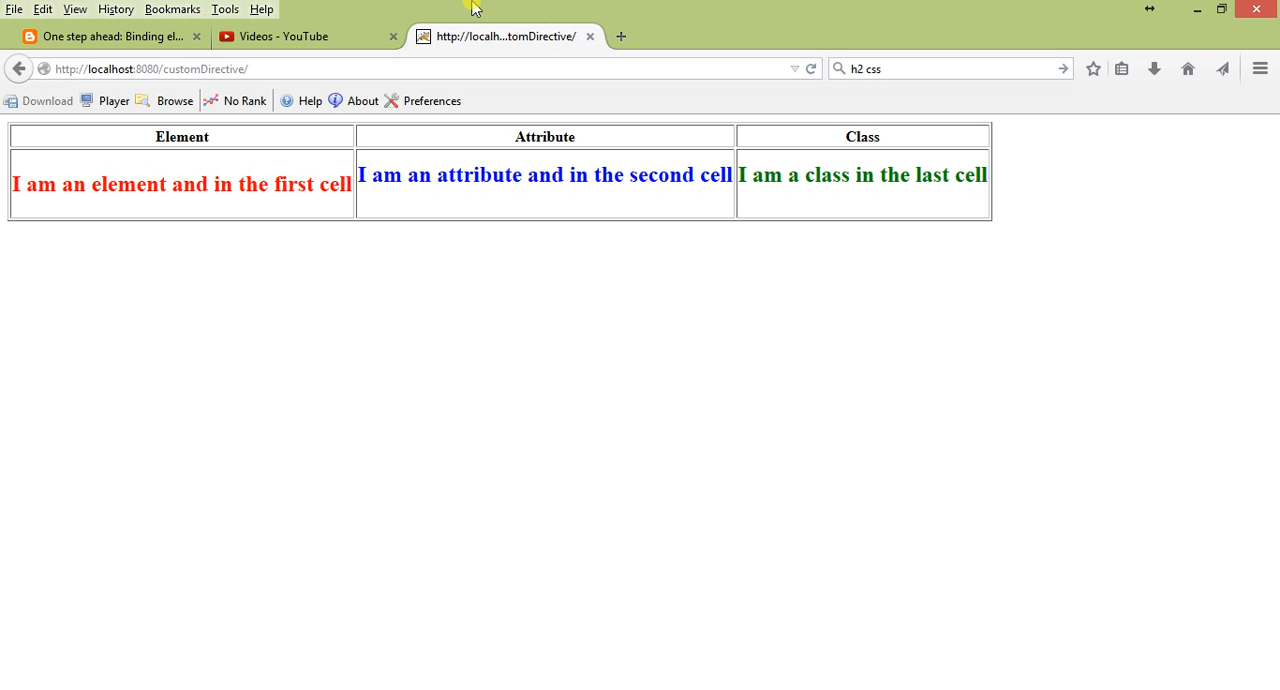 File Edit View History Bookmarks Tools Help
One step ahead: Binding el... Videos - YouTube http://localh...tomDirective/
http://localhost:8080/customDirective/ h2 css
Download Player Browse No Rank Help About Preferences
Element Attribute Class
I am an element and in the first cell I am an attribute and in the second cell I am a class in the last cell